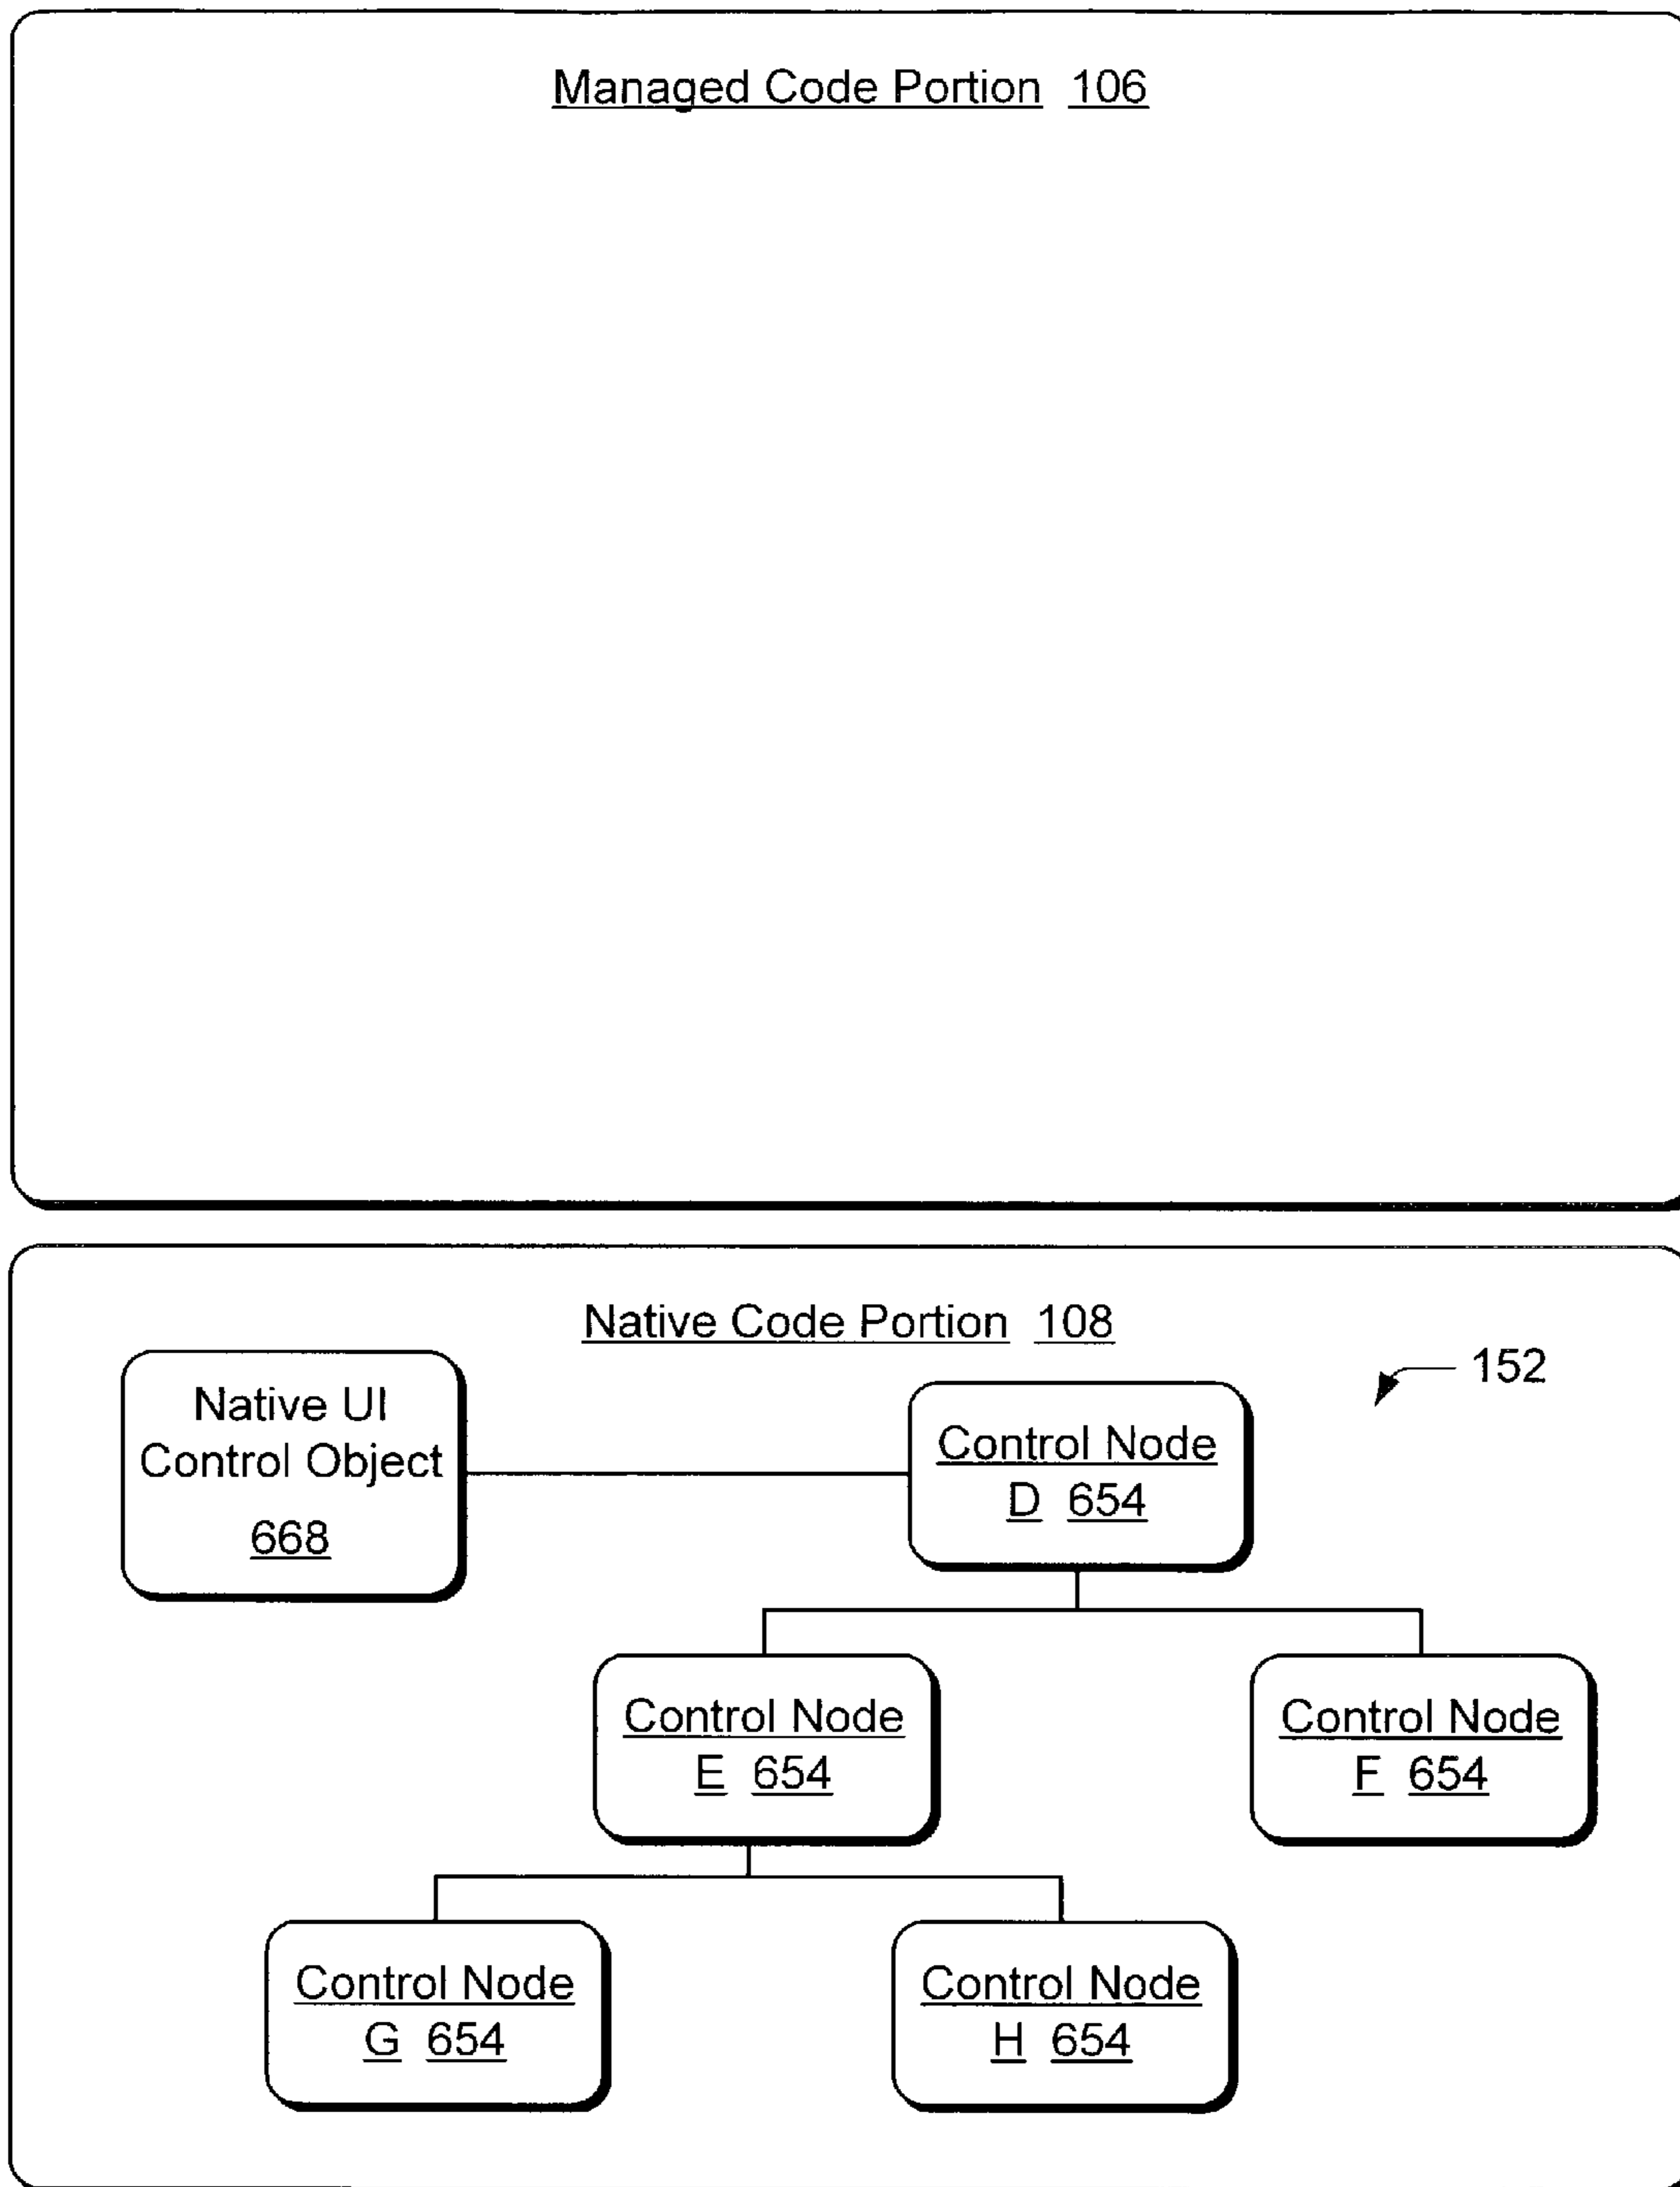 Managed Code Portion 106
Native Code Portion 108
152
Native UI
Control Object
668
Control Node
D 654
Control Node
E 654
Control Node
F 654
Control Node
G 654
Control Node
H 654